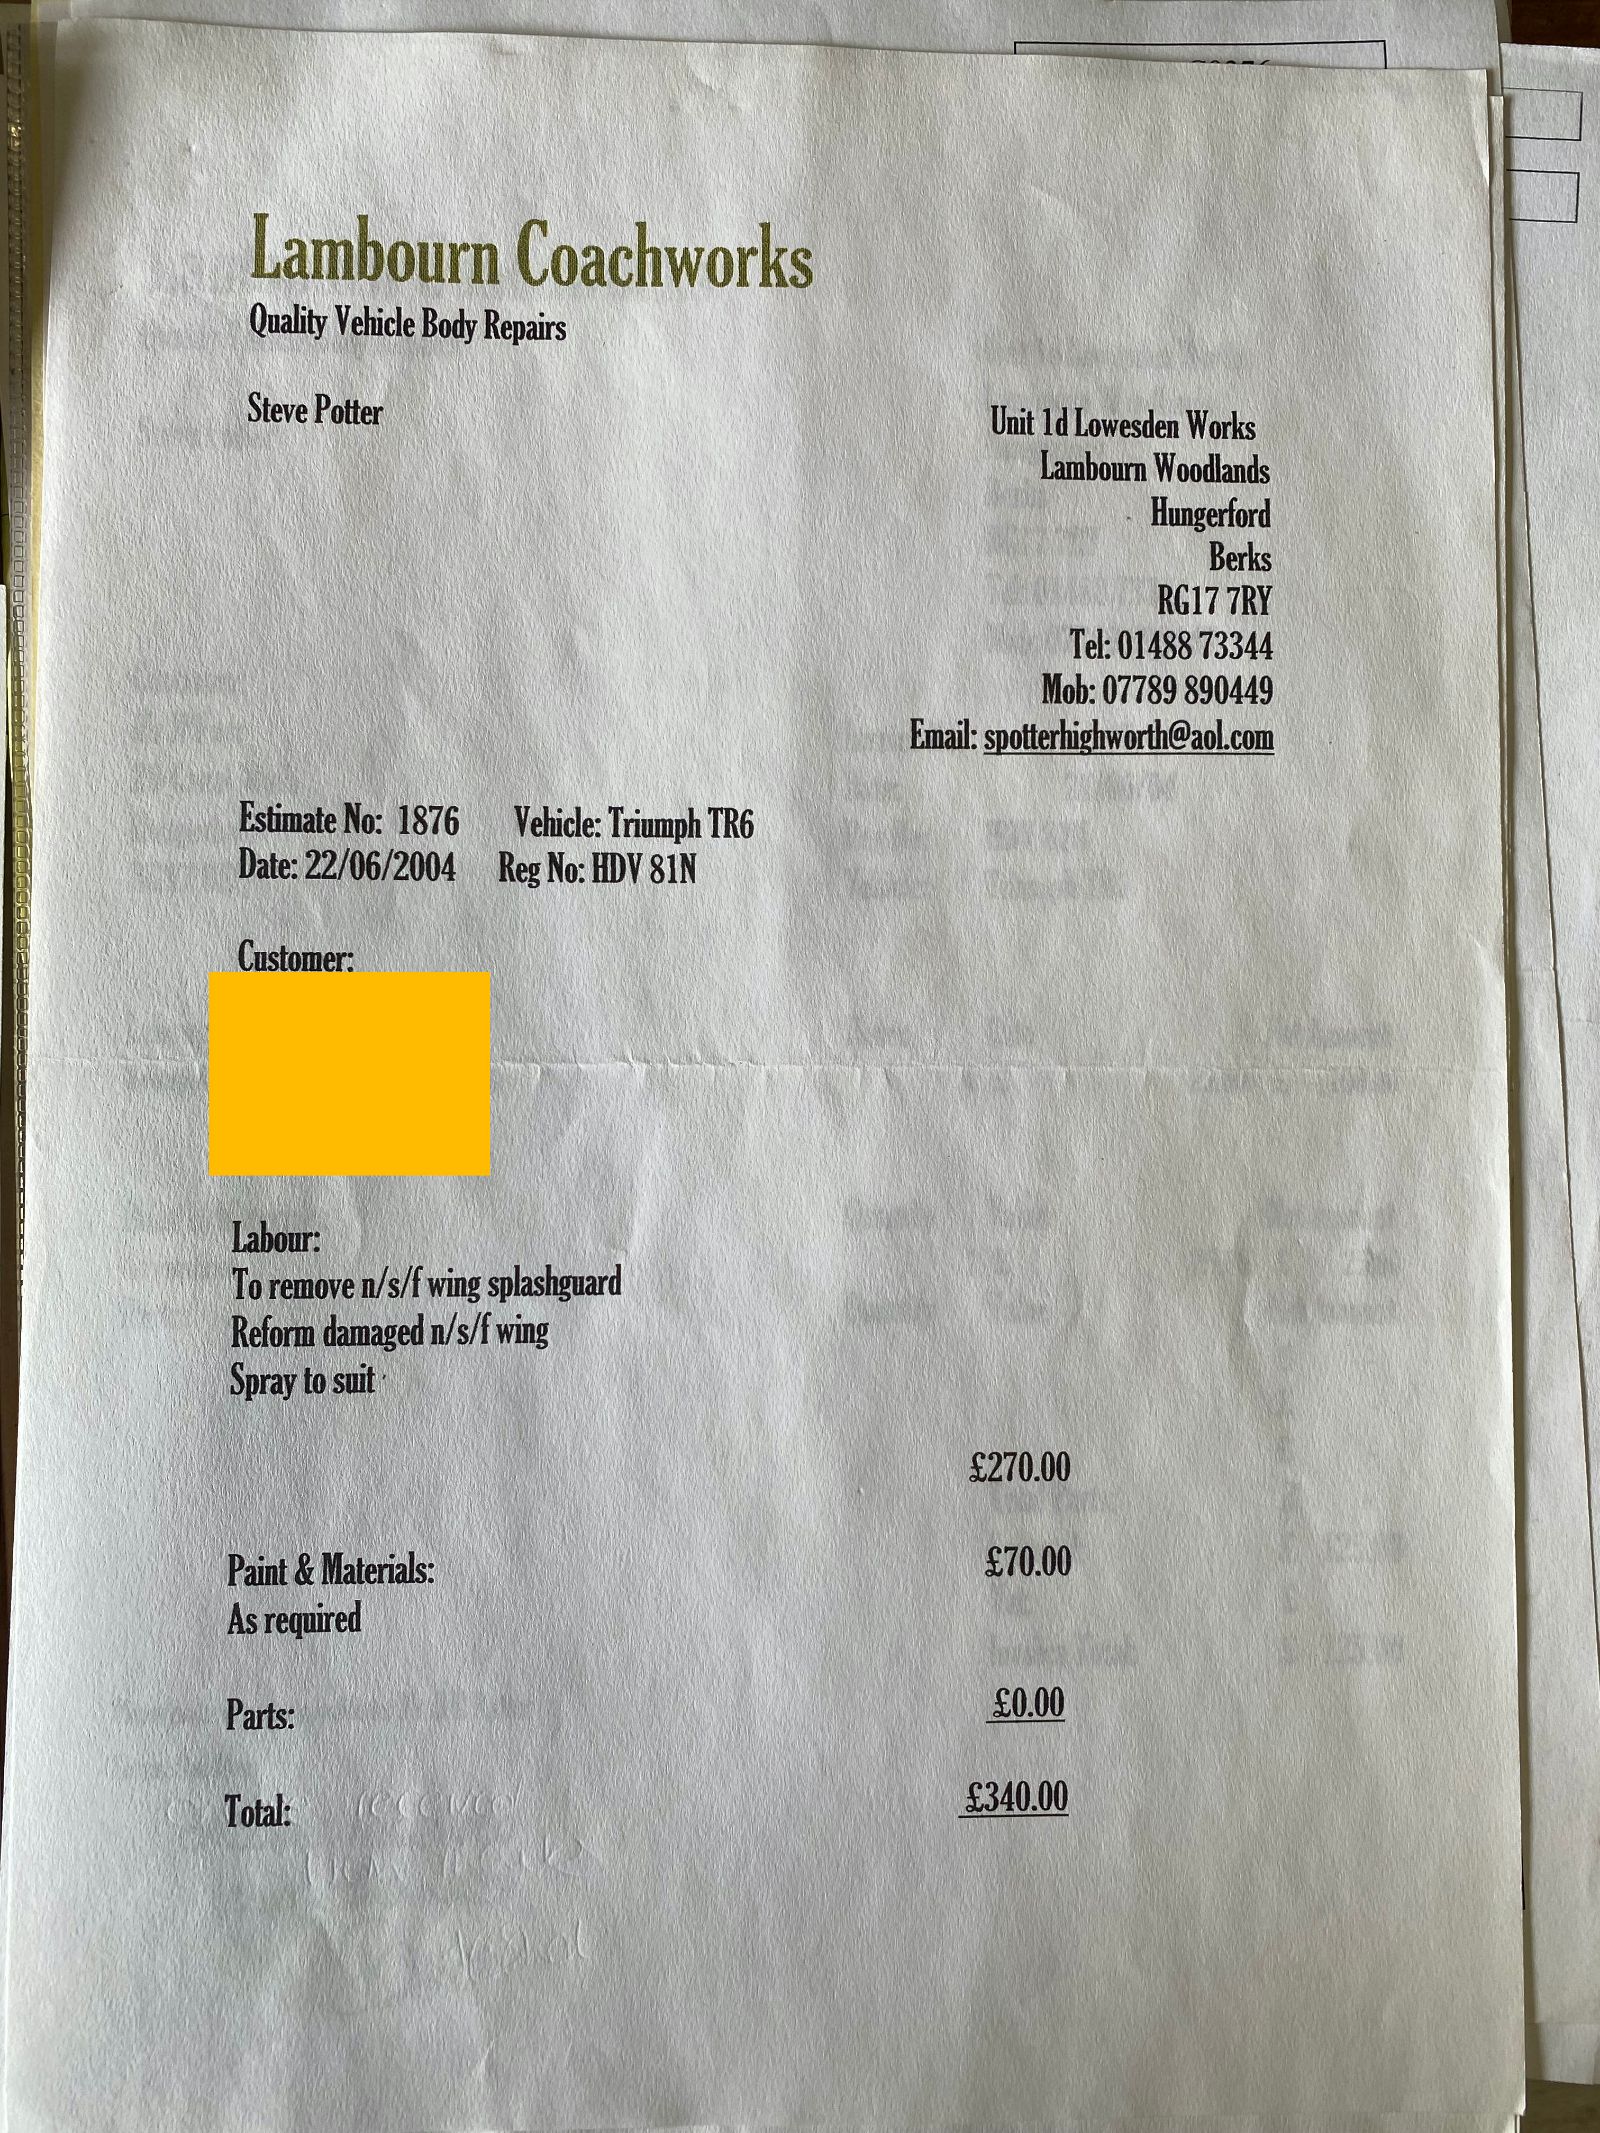 Lambourn Coachworks
Quality Vehicle Body Repairs
Steve Potter
Unit 1d Lowesden Works
Lambourn Woodlands
Hungerford
Berks
RG17 7RY
Tel: 01488 73344
Mob: 07789 890449
Email: spotterhighworth@aol.com
Estimate No: 1876 Vehicle: Triumph TR6
Date: 22/06/2004 Reg No: HDV 81N
Customer:
Labour:
To remove n/s/f wing splashguard
Reform damaged n/s/f wing
Spray to suit
£270.00
Paint & Materials: £70.00
As required
Parts: £0.00
Total: £340.00